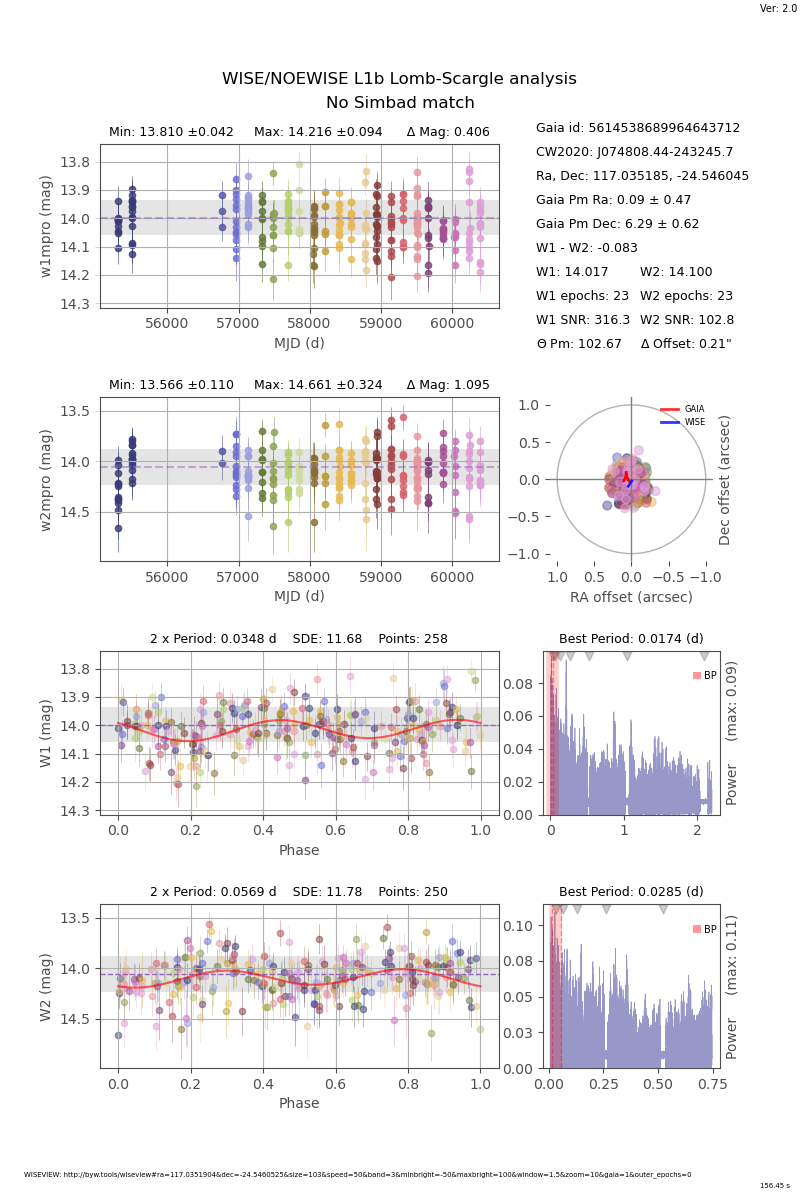 Ver: 2.0
WISE/NOEWISE L1b Lomb-Scargle analysis
No Simbad match
Min: 13.810 ±0.042 Max: 14.216 ±0.094 Δ Mag: 0.406
13.8
13.9
14.0
14.1
14.2
14.3
w1mpro (mag)
56000 57000 58000 59000 60000
MJD (d)
Gaia id: 5614538689964643712
CW2020: J074808.44-243245.7
Ra, Dec: 117.035185, -24.546045
Gaia Pm Ra: 0.09 ± 0.47
Gaia Pm Dec: 6.29 ± 0.62
W1 - W2: -0.083
W1: 14.017 W2: 14.100
W1 epochs: 23 W2 epochs: 23
W1 SNR: 316.3 W2 SNR: 102.8
Θ Pm: 102.67 Δ Offset: 0.21"
Min: 13.566 ±0.110 Max: 14.661 ±0.324 Δ Mag: 1.095
13.5
14.0
14.5
w2mpro (mag)
56000 57000 58000 59000 60000
MJD (d)
1.0
0.5
0.0
−0.5
−1.0
GAIA
WISE
Dec offset (arcsec)
1.0 0.5 0.0 −0.5 −1.0
RA offset (arcsec)
2 x Period: 0.0348 d SDE: 11.68 Points: 258
13.8
13.9
14.0
14.1
14.2
14.3
W1 (mag)
0.0 0.2 0.4 0.6 0.8 1.0
Phase
Best Period: 0.0174 (d)
0.08
0.06
0.04
0.02
0.00
BP
Power (max: 0.09)
0 1 2
2 x Period: 0.0569 d SDE: 11.78 Points: 250
13.5
14.0
14.5
W2 (mag)
0.0 0.2 0.4 0.6 0.8 1.0
Phase
Best Period: 0.0285 (d)
0.10
0.08
0.05
0.03
0.00
BP
Power (max: 0.11)
0.00 0.25 0.50 0.75
WISEVIEW: http://byw.tools/wiseview#ra=117.0351904&dec=-24.5460525&size=103&speed=50&band=3&minbright=-50&maxbright=100&window=1.5&zoom=10&gaia=1&outer_epochs=0
156.45 s